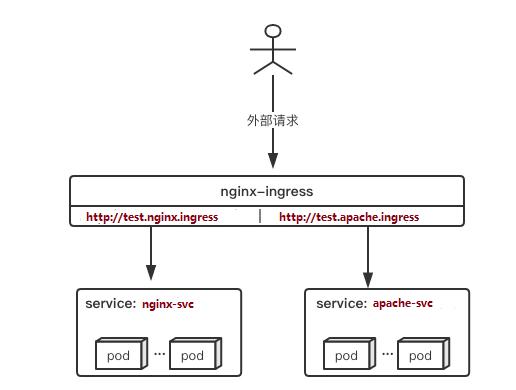 外部请求
nginx-ingress
http://test.nginx.ingress | http://test.apache.ingress
service: nginx-svc
pod ... pod
service: apache-svc
pod ... pod